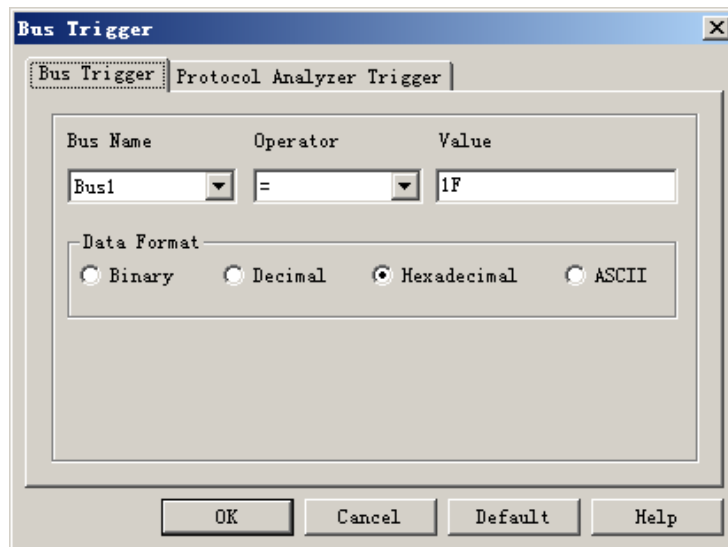 Bus Trigger
Bus Trigger Protocol Analyzer Trigger
Bus Name Operator Value
Bus1 = 1F
Data Format
Binary Decimal Hexadecimal ASCII
OK Cancel Default Help